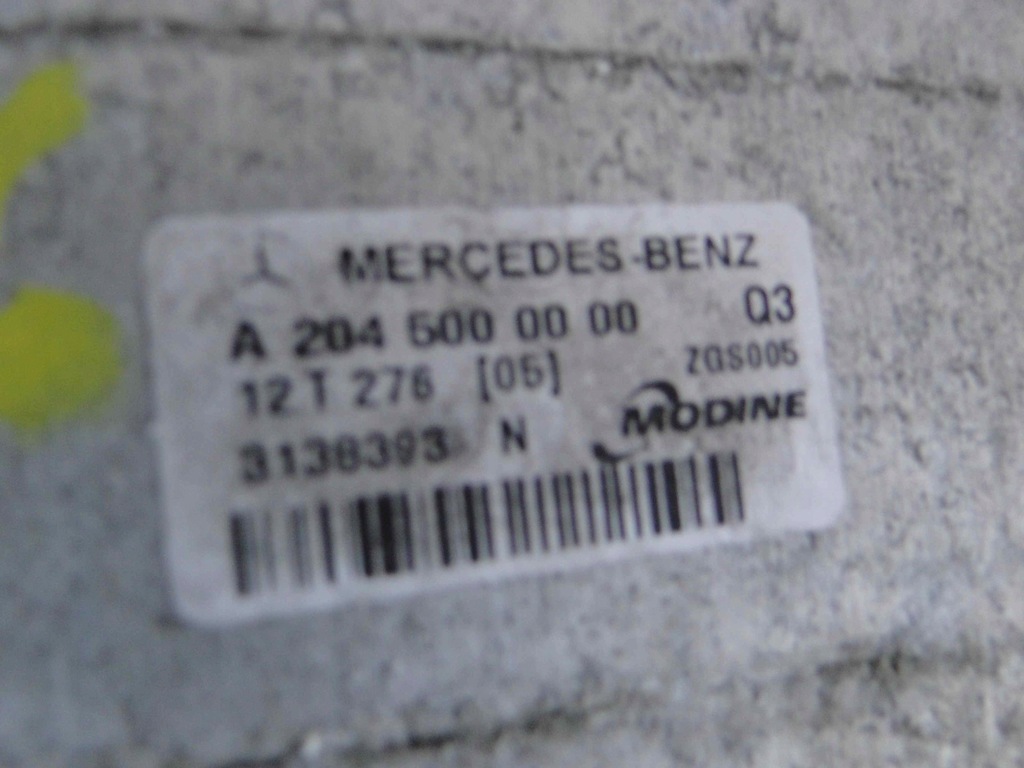 MERCEDES-BENZ
A 204 500 00 00 Q3
12 T 276 [05] ZGS005
3138393 N MODINE